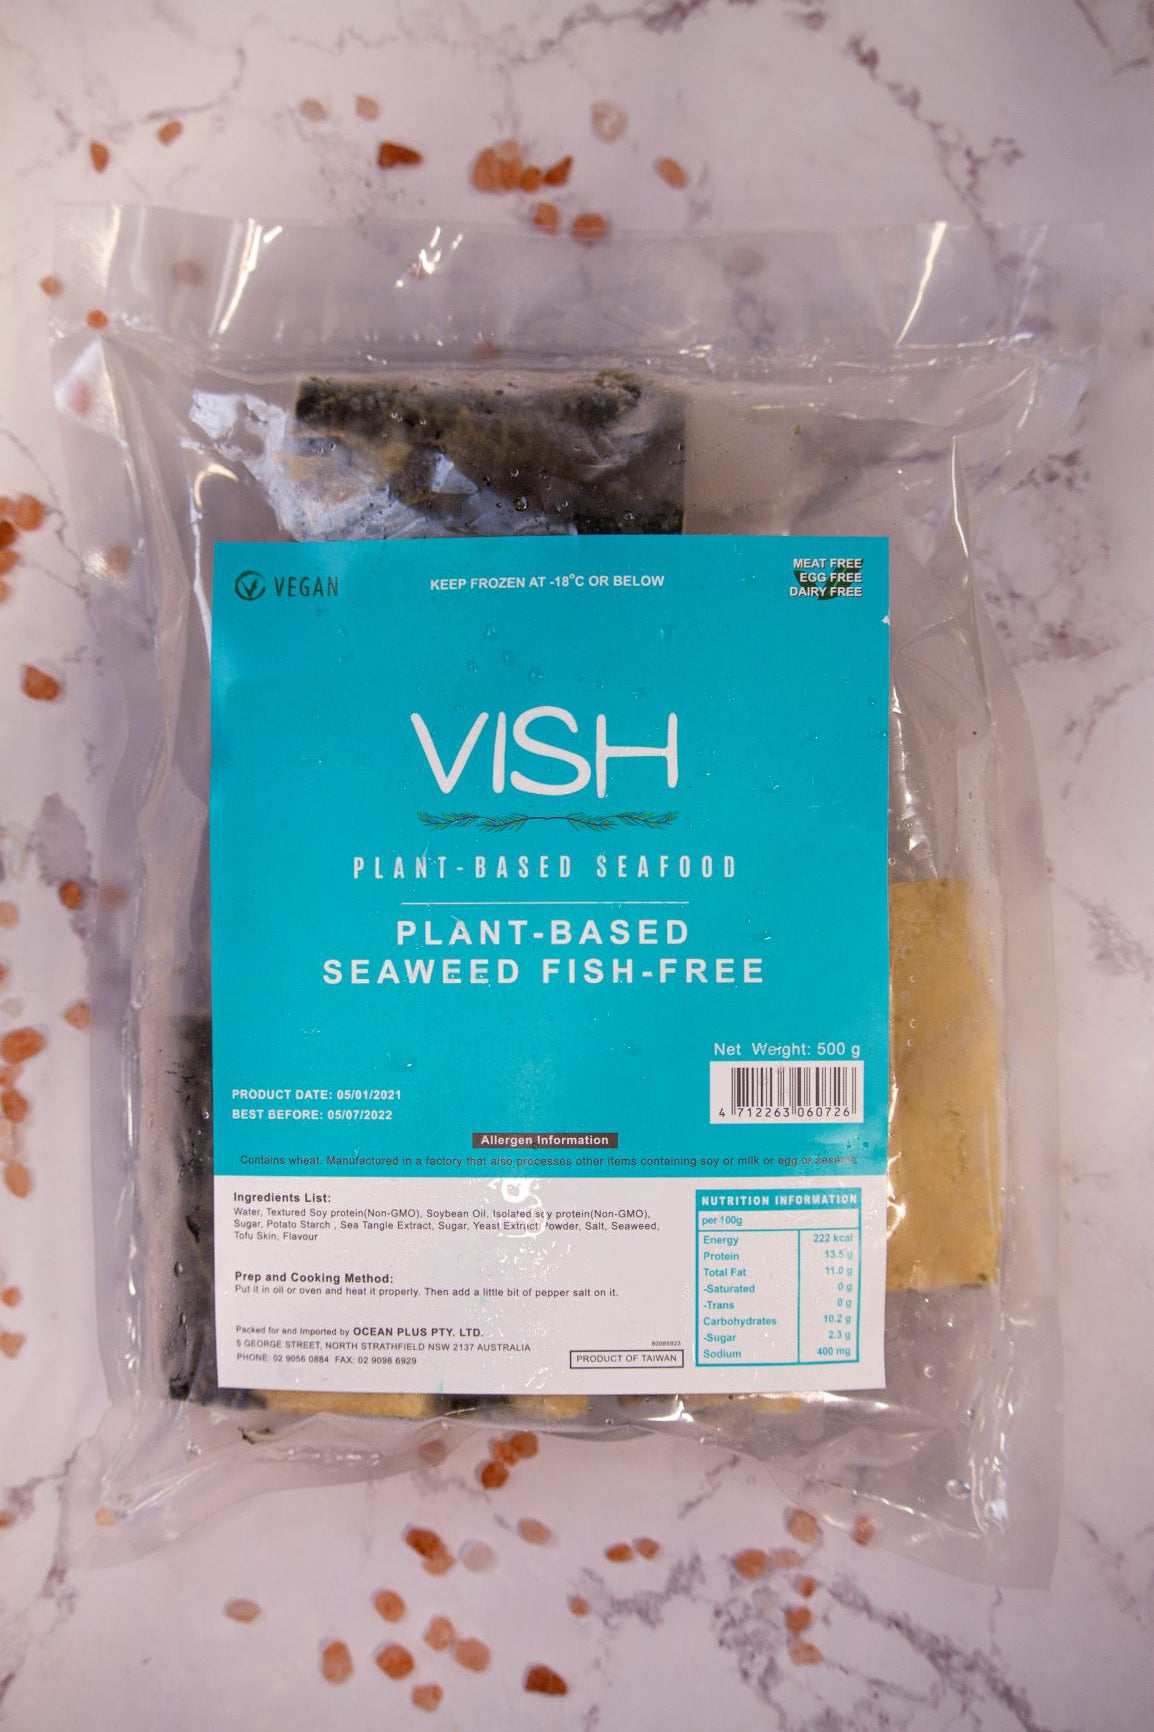 VEGAN
KEEP FROZEN AT -18°C OR BELOW
MEAT FREE
EGG FREE
DAIRY FREE
VISH
PLANT-BASED SEAFOOD
PLANT-BASED
SEAWEED FISH-FREE
Net Weight: 500 g
4 712263 060726
PRODUCT DATE: 05/01/2021
BEST BEFORE: 05/07/2022
Allergen Information
Contains wheat. Manufactured in a factory that also processes other items containing soy or milk or egg or sesame
Ingredients List:
Water, Textured Soy protein(Non-GMO), Soybean Oil, Isolated soy protein(Non-GMO),
Sugar, Potato Starch , Sea Tangle Extract, Sugar, Yeast Extrict Powder, Salt, Seaweed,
Tofu Skin, Flavour
Prep and Cooking Method:
Put it in oil or oven and heat it properly. Then add a little bit of pepper salt on it.
Packed for and Imported by OCEAN PLUS PTY. LTD.
5 GEORGE STREET, NORTH STRATHFIELD NSW 2137 AUSTRALIA
PHONE: 02 9056 0884 FAX: 02 9098 6929
80085923
PRODUCT OF TAIWAN
NUTRITION INFORMATION
per 100g
Energy 222 kcal
Protein 13.5 g
Total Fat 11.0 g
-Saturated 0 g
-Trans 0 g
Carbohydrates 10.2 g
-Sugar 2.3 g
Sodium 400 mg